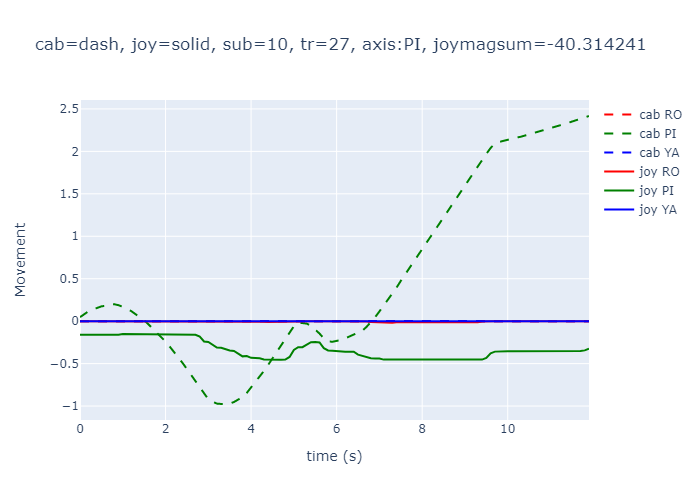 cab=dash, joy=solid, sub=10, tr=27, axis:PI, joymagsum=-40.314241
2.5
2
1.5
1
0.5
0
−0.5
−1
Movement
0
2
4
6
8
10
time (s)
cab RO
cab PI
cab YA
joy RO
joy PI
joy YA